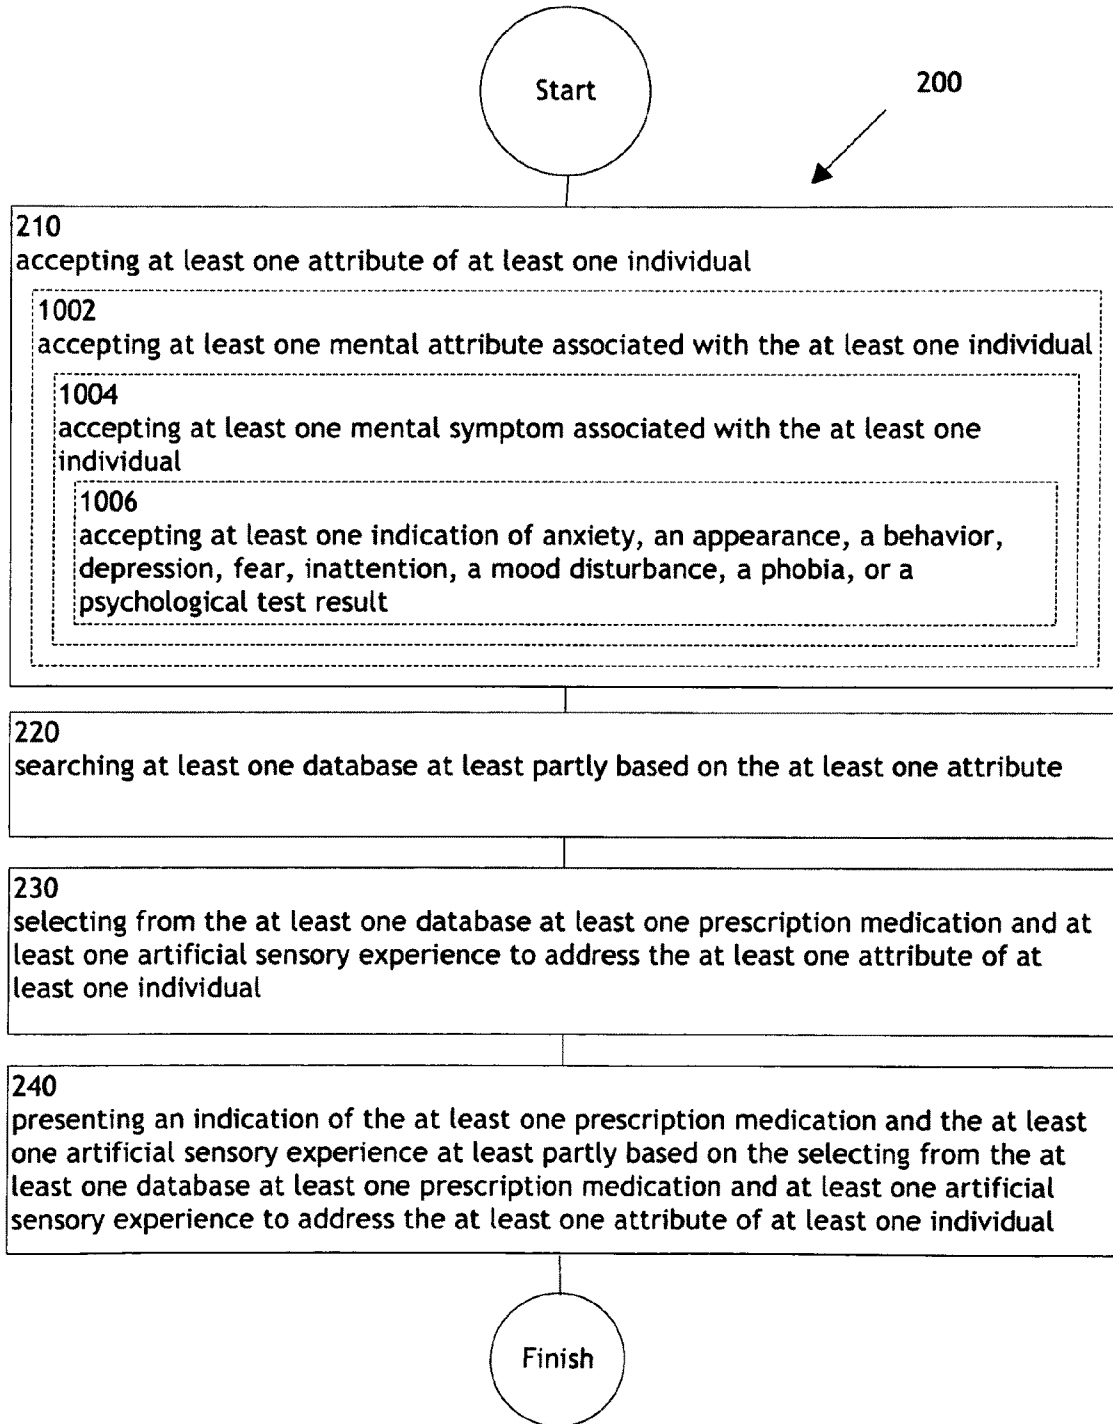 Start
200
210
accepting at least one attribute of at least one individual
1002
accepting at least one mental attribute associated with the at least one individual
1004
accepting at least one mental symptom associated with the at least one
individual
1006
accepting at least one indication of anxiety, an appearance, a behavior,
depression, fear, inattention, a mood disturbance, a phobia, or a
psychological test result
220
searching at least one database at least partly based on the at least one attribute
230
selecting from the at least one database at least one prescription medication and at
least one artificial sensory experience to address the at least one attribute of at
least one individual
240
presenting an indication of the at least one prescription medication and the at least
one artificial sensory experience at least partly based on the selecting from the at
least one database at least one prescription medication and at least one artificial
sensory experience to address the at least one attribute of at least one individual
Finish